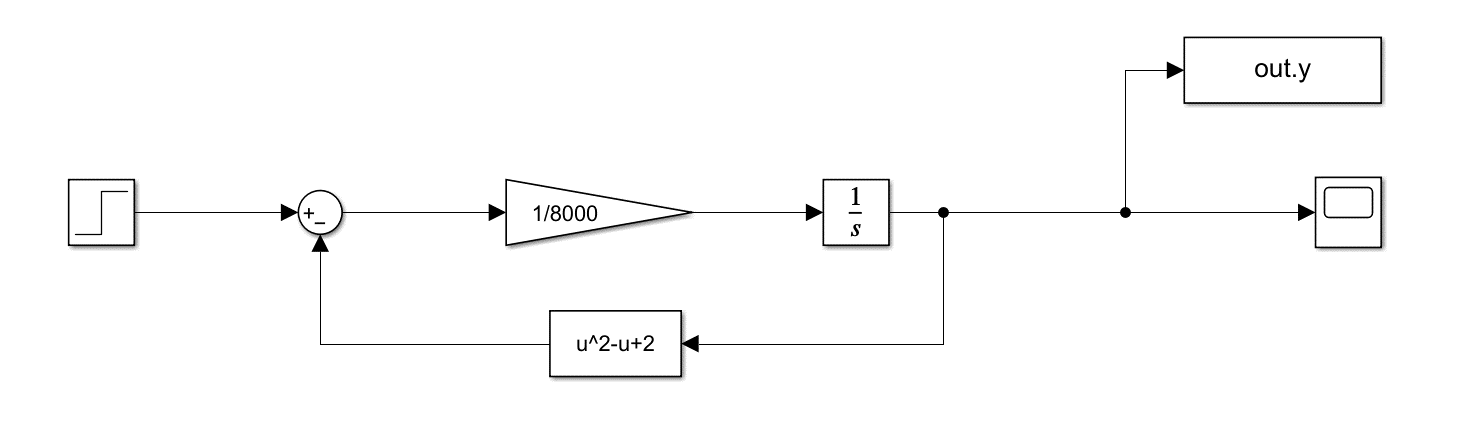 out.y
+
−
1/8000
1
s
u^2-u+2